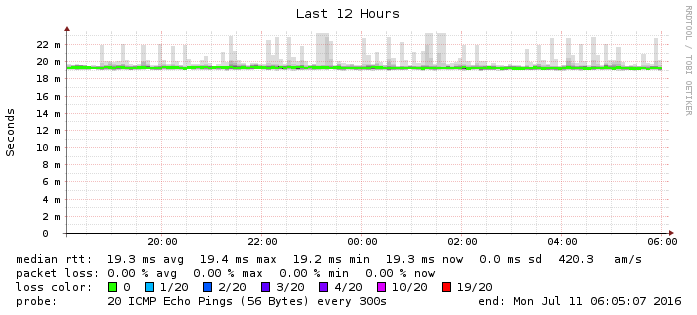 Last 12 Hours
RRDTOOL / TOBI OETIKER
Seconds
22 m
20 m
18 m
16 m
14 m
12 m
10 m
8 m
6 m
4 m
2 m
0
20:00 22:00 00:00 02:00 04:00 06:00
median rtt: 19.3 ms avg 19.4 ms max 19.2 ms min 19.3 ms now 0.0 ms sd 420.3 am/s
packet loss: 0.00 % avg 0.00 % max 0.00 % min 0.00 % now
loss color: 0 1/20 2/20 3/20 4/20 10/20 19/20
probe: 20 ICMP Echo Pings (56 Bytes) every 300s end: Mon Jul 11 06:05:07 2016